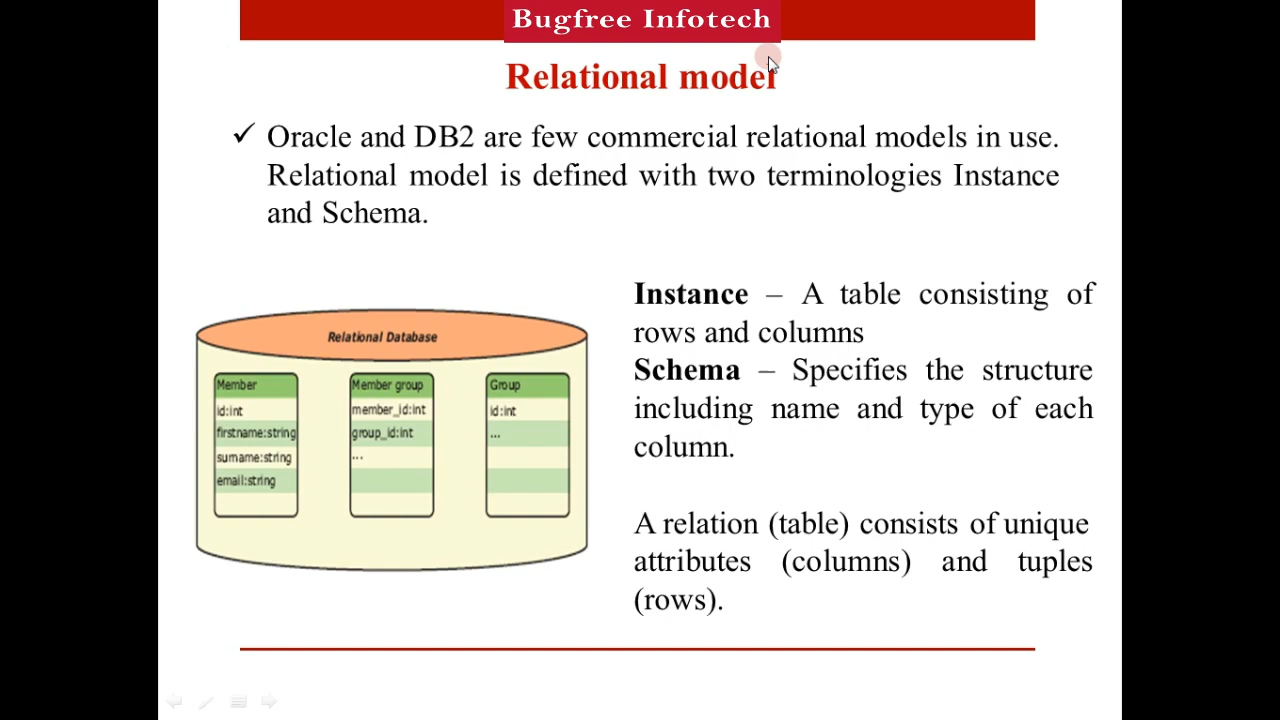 Bugfree Infotech
Relational model
✓ Oracle and DB2 are few commercial relational models in use.
Relational model is defined with two terminologies Instance
and Schema.
Instance – A table consisting of
rows and columns
Schema – Specifies the structure
including name and type of each
column.
A relation (table) consists of unique
attributes (columns) and tuples
(rows).
Relational Database
Member
id:int
firstname:string
surname:string
email:string
Member group
member_id:int
group_id:int
...
Group
id:int
...